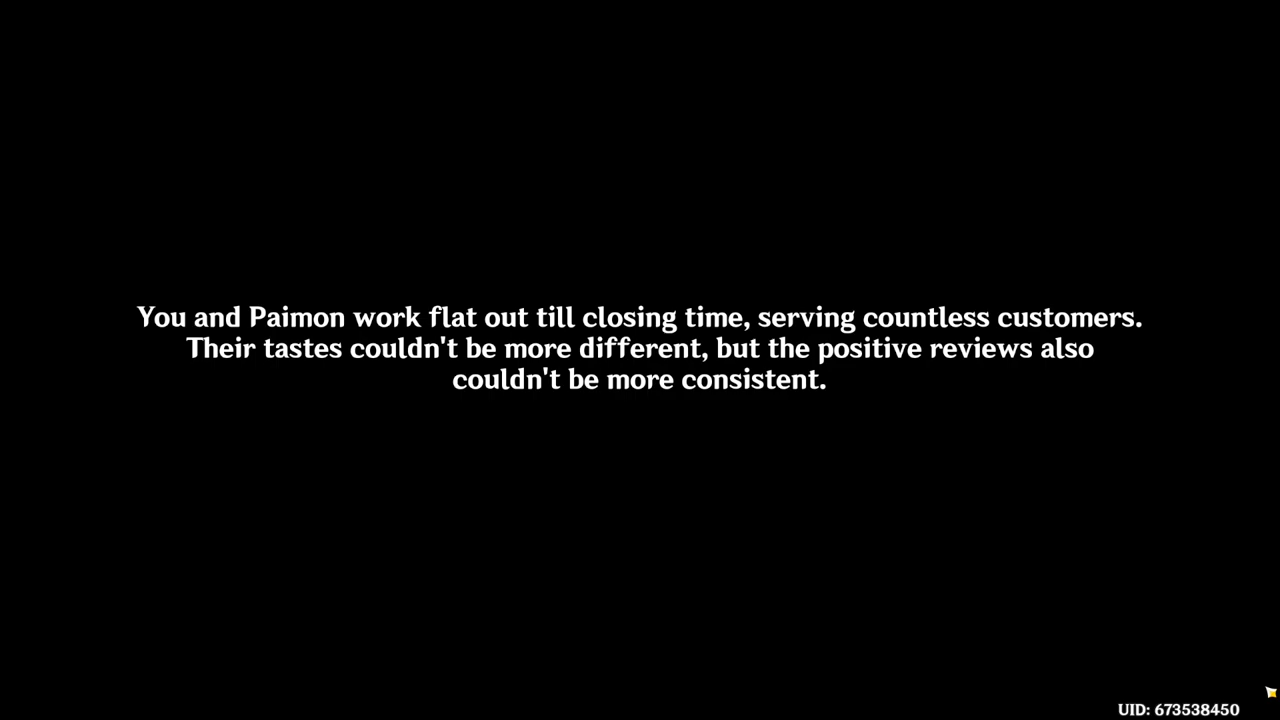 You and Paimon work flat out till closing time, serving countless customers.
Their tastes couldn't be more different, but the positive reviews also
couldn't be more consistent.
UID: 673538450